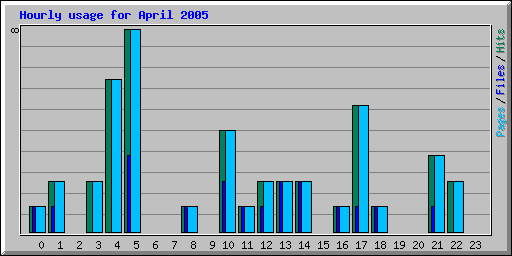 Hourly usage for April 2005
8
Pages / Files / Hits
0 1 2 3 4 5 6 7 8 9 10 11 12 13 14 15 16 17 18 19 20 21 22 23